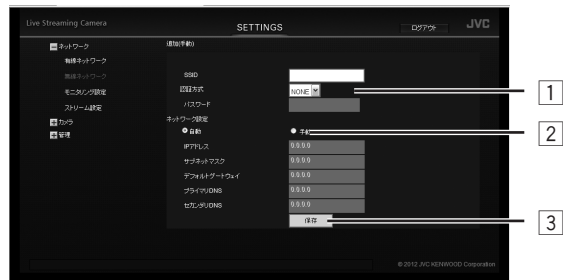 Live Streaming Camera
SETTINGS
ログアウト
JVC
ネットワーク
有線ネットワーク
無線ネットワーク
モニタリング設定
ストリーム設定
カメラ
管理
追加(手動)
SSID
認証方式
NONE
1
パスワード
ネットワーク設定
自動
手動
2
IPアドレス
0.0.0.0
サブネットマスク
0.0.0.0
デフォルトゲートウェイ
0.0.0.0
プライマリDNS
0.0.0.0
セカンダリDNS
0.0.0.0
保存
3
© 2012 JVC KENWOOD Corporation